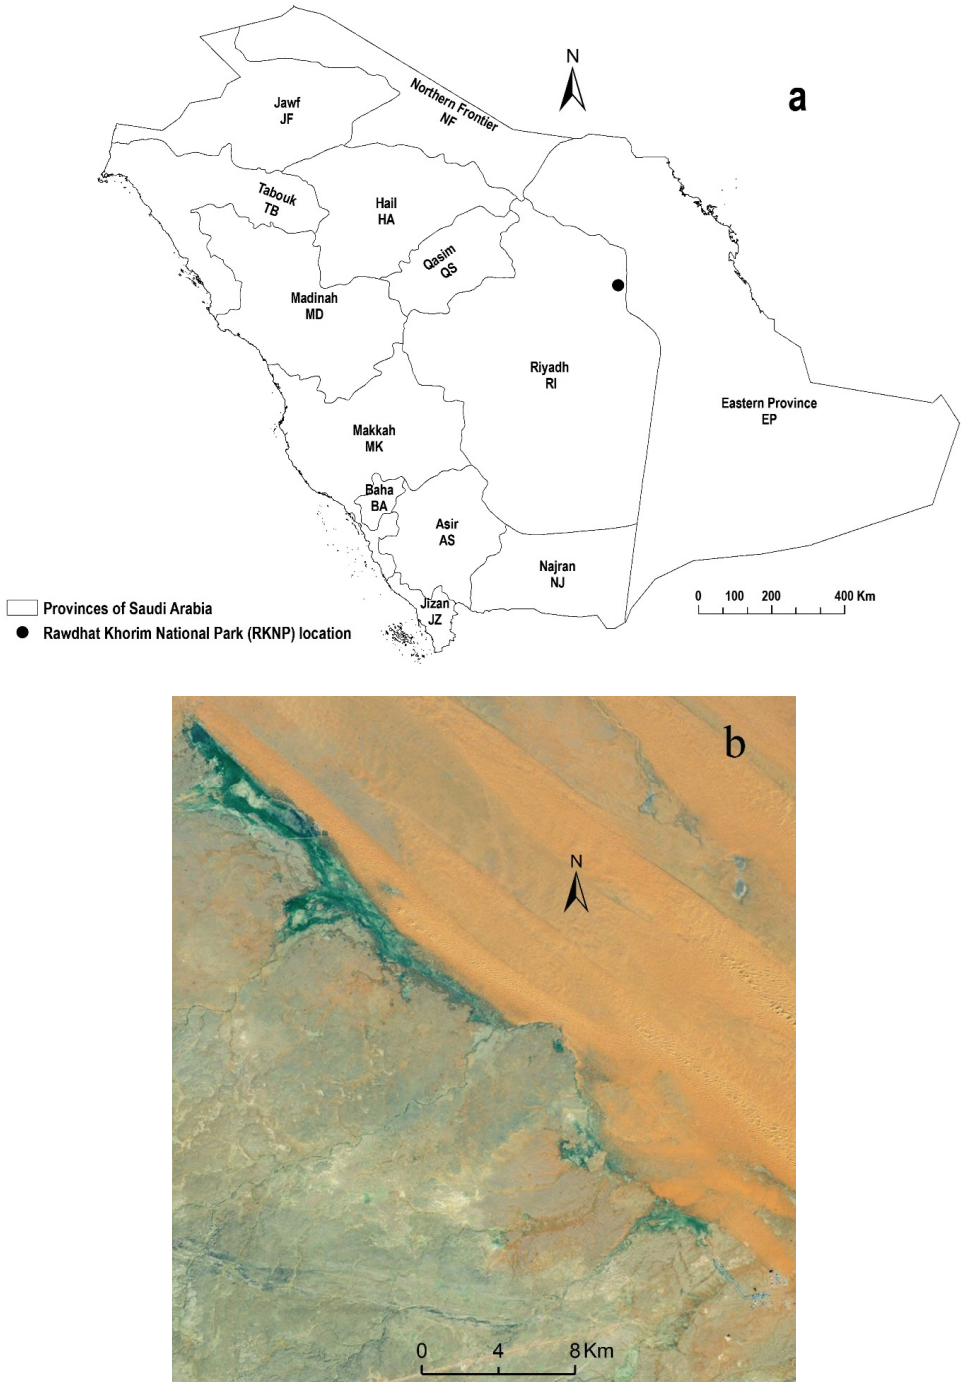 N
a
Jawf
JF
Northern Frontier
NF
Tabouk
TB
Hail
HA
Qasim
QS
Madinah
MD
Riyadh
RI
Eastern Province
EP
Makkah
MK
Baha
BA
Asir
AS
Najran
NJ
Jizan
JZ
0 100 200 400 Km
Provinces of Saudi Arabia
Rawdhat Khorim National Park (RKNP) location
b
N
0 4 8 Km